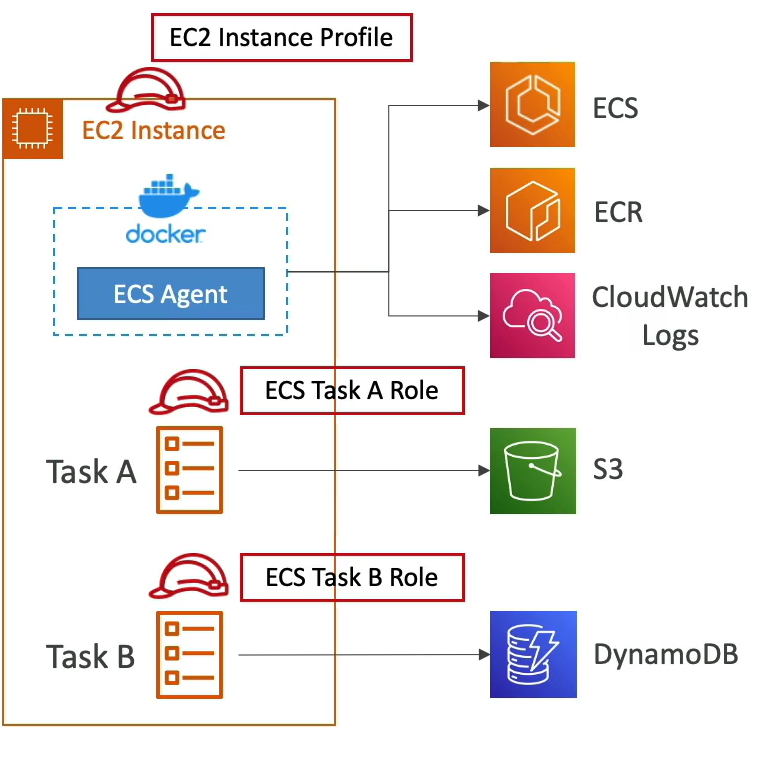 EC2 Instance Profile
EC2 Instance
docker
ECS Agent
ECS
ECR
CloudWatch
Logs
ECS Task A Role
Task A
S3
ECS Task B Role
Task B
DynamoDB